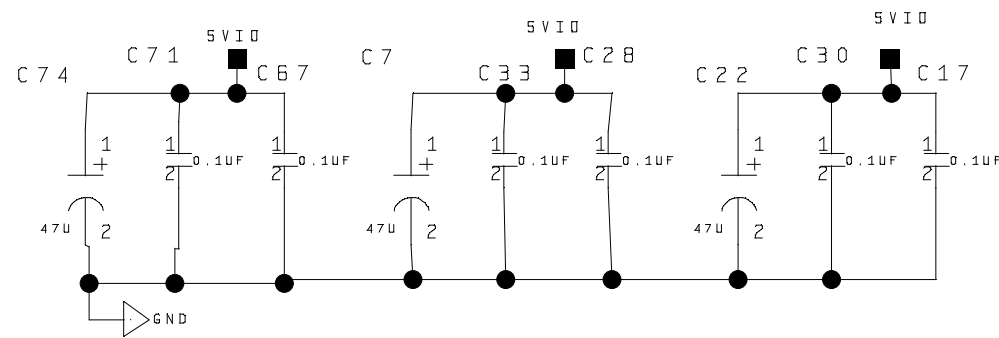 5VIO 5VIO 5VIO
C74 C71 C67 C7 C33 C28 C22 C30 C17
1 1 1 1 1 1 1 1 1
+ 0.1UF 0.1UF + 0.1UF 0.1UF + 0.1UF 0.1UF
2 2 2 2 2 2
47U 2 47U 2 47U 2
GND